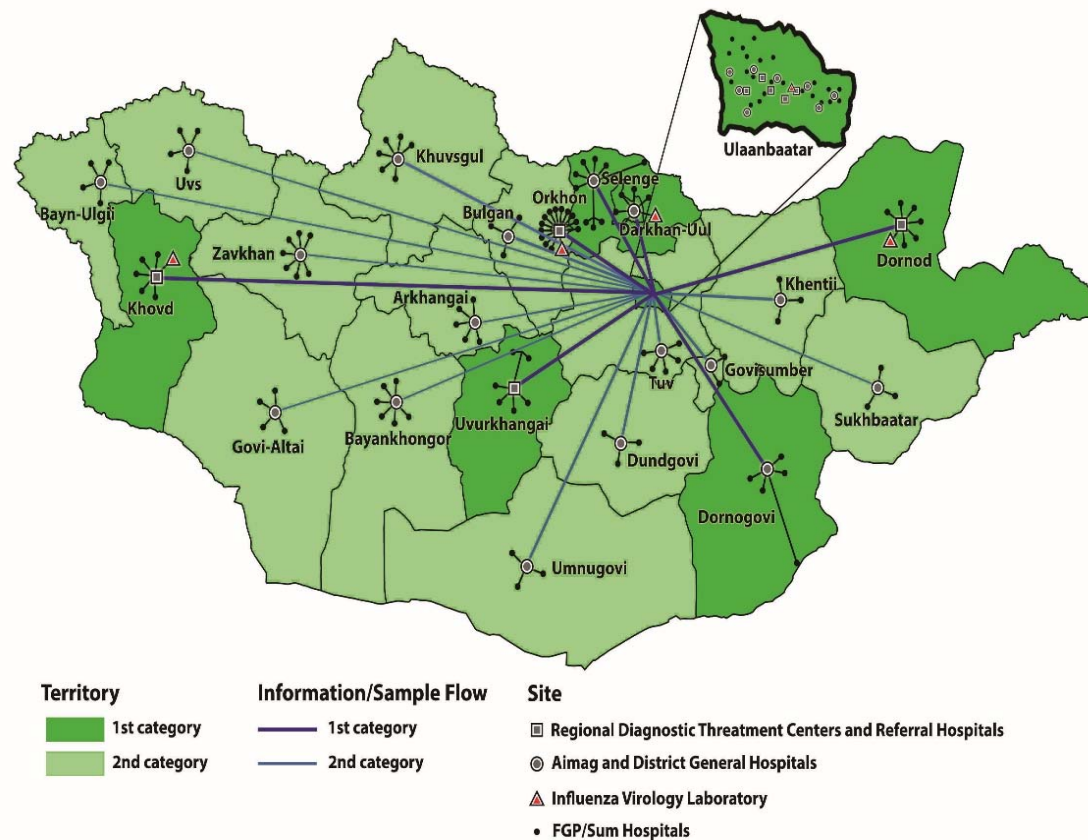 Ulaanbaatar
Khuvsgul
Uvs
Selenge
Orkhon
Bayn-Ulgii
Bulgan
Darkhan-Uul
Zavkhan
Dornod
Khovd
Arkhangai
Khentii
Tuv
Govisumber
Uvurkhangai
Sukhbaatar
Govi-Altai
Bayankhongor
Dundgovi
Dornogovi
Umnugovi
Territory
1st category
2nd category
Information/Sample Flow
1st category
2nd category
Site
Regional Diagnostic Threatment Centers and Referral Hospitals
Aimag and District General Hospitals
Influenza Virology Laboratory
FGP/Sum Hospitals